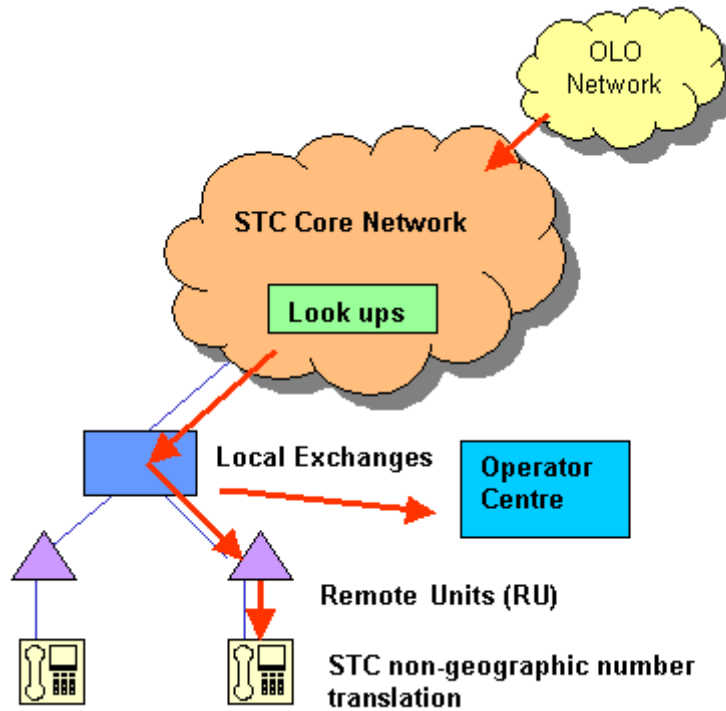 OLO
Network
STC Core Network
Look ups
Local Exchanges
Operator
Centre
Remote Units (RU)
STC non-geographic number
translation